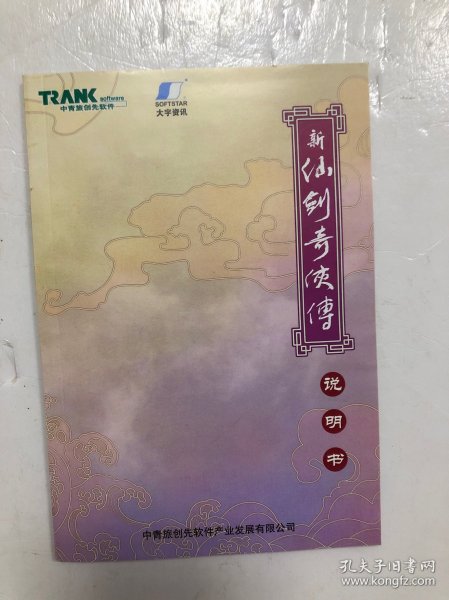 TRANK software
中青旅创先软件
SOFTSTAR
大宇资讯
新仙剑奇侠傳
说明书
中青旅创先软件产业发展有限公司
孔夫子旧书网
www.kongfz.com